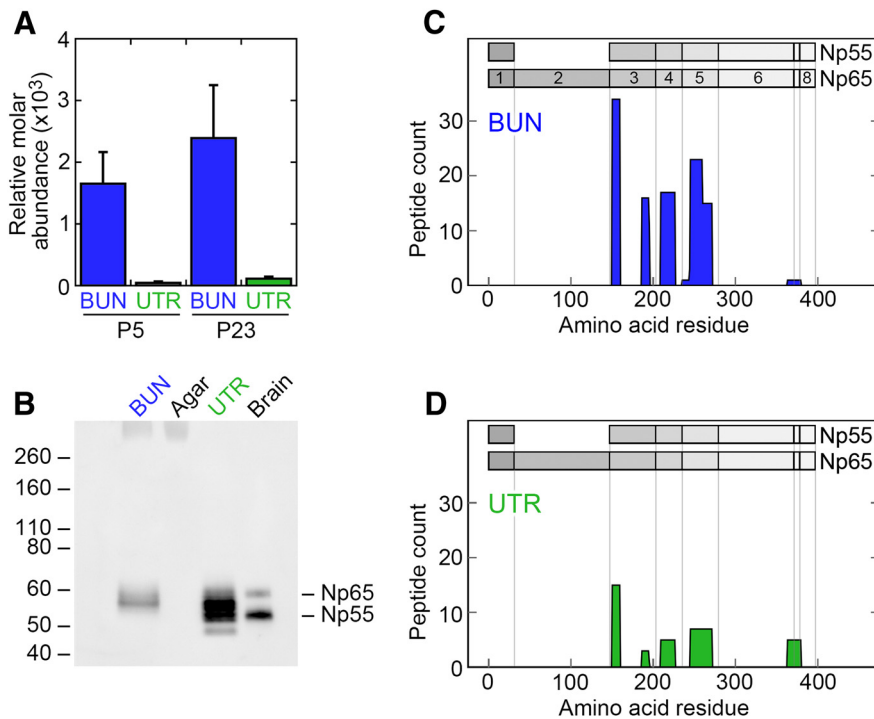 A
Relative molar
abundance (x10³)
4
3
2
1
0
BUN UTR BUN UTR
P5 P23
B
BUN Agar UTR Brain
260 –
160 –
110 –
80 –
60 –
50 –
40 –
– Np65
– Np55
C
Np55
Np65
1 2 3 4 5 6 8
BUN
Peptide count
30
20
10
0
0 100 200 300 400
Amino acid residue
D
Np55
Np65
UTR
Peptide count
30
20
10
0
0 100 200 300 400
Amino acid residue